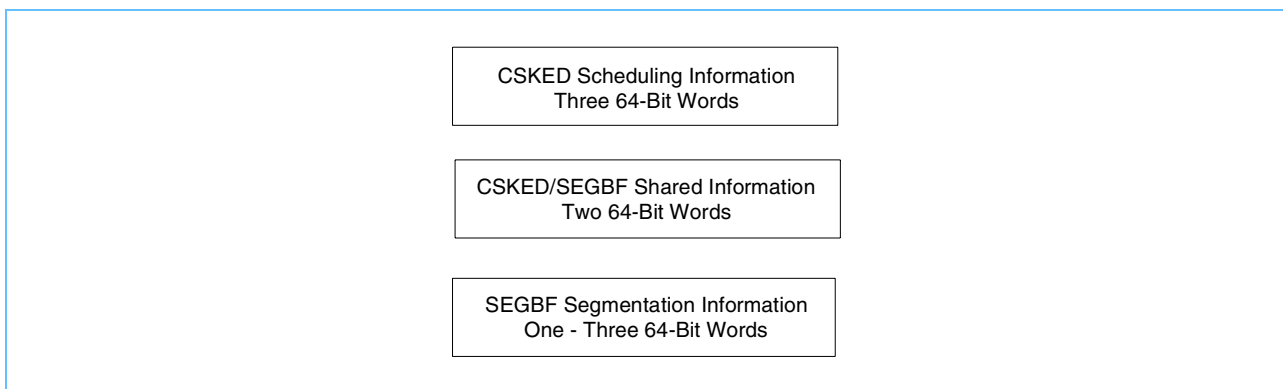 CSKED Scheduling Information
Three 64-Bit Words
CSKED/SEGBF Shared Information
Two 64-Bit Words
SEGBF Segmentation Information
One - Three 64-Bit Words